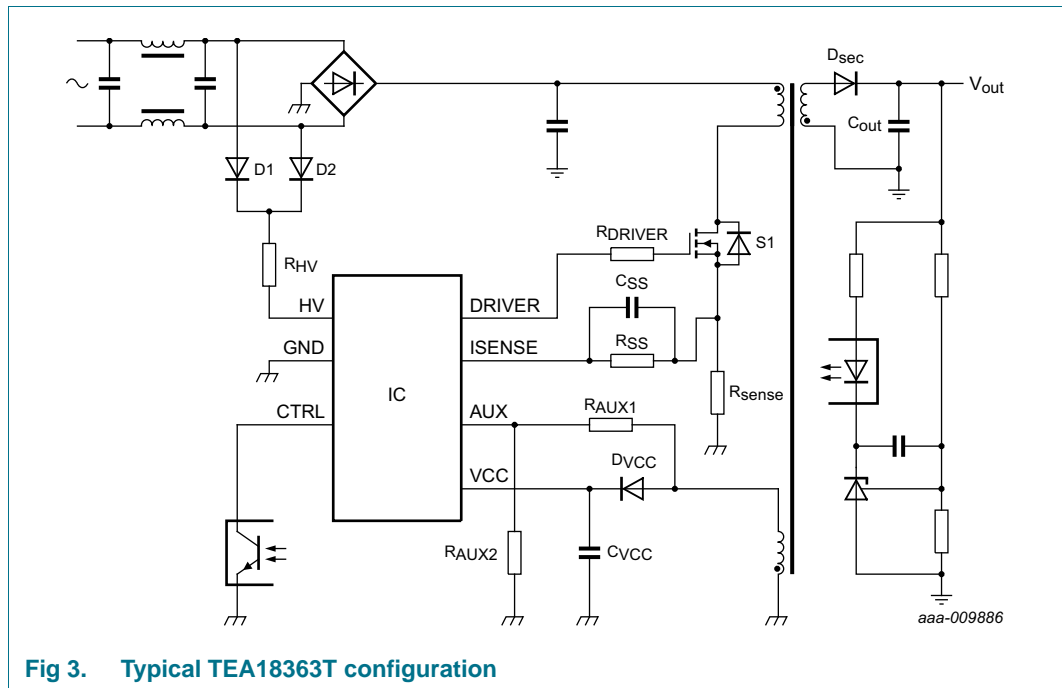 Dsec
Vout
Cout
D1
D2
RDRIVER
S1
RHV
CSS
HV
DRIVER
RSS
GND
ISENSE
IC
Rsense
CTRL
AUX
RAUX1
DVCC
VCC
RAUX2
CVCC
aaa-009886
Fig 3. Typical TEA18363T configuration